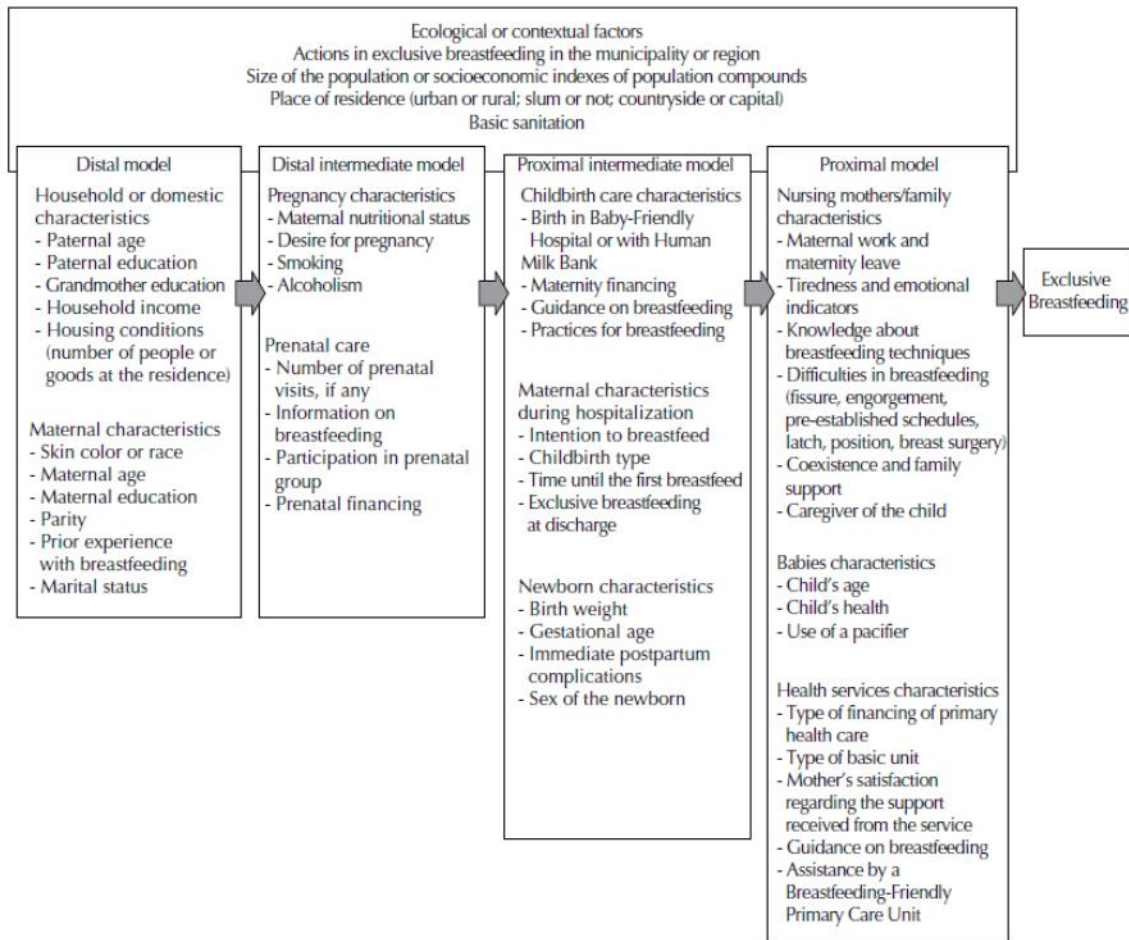 Ecological or contextual factors
Actions in exclusive breastfeeding in the municipality or region
Size of the population or socioeconomic indexes of population compounds
Place of residence (urban or rural; slum or not; countryside or capital)
Basic sanitation
Distal model
Household or domestic
characteristics
- Paternal age
- Paternal education
- Grandmother education
- Household income
- Housing conditions
(number of people or
goods at the residence)
Maternal characteristics
- Skin color or race
- Maternal age
- Maternal education
- Parity
- Prior experience
with breastfeeding
- Marital status
Distal intermediate model
Pregnancy characteristics
- Maternal nutritional status
- Desire for pregnancy
- Smoking
- Alcoholism
Prenatal care
- Number of prenatal
visits, if any
- Information on
breastfeeding
- Participation in prenatal
group
- Prenatal financing
Proximal intermediate model
Childbirth care characteristics
- Birth in Baby-Friendly
Hospital or with Human
Milk Bank
- Maternity financing
- Guidance on breastfeeding
- Practices for breastfeeding
Maternal characteristics
during hospitalization
- Intention to breastfeed
- Childbirth type
- Time until the first breastfeed
- Exclusive breastfeeding
at discharge
Newborn characteristics
- Birth weight
- Gestational age
- Immediate postpartum
complications
- Sex of the newborn
Proximal model
Nursing mothers/family
characteristics
- Maternal work and
maternity leave
- Tiredness and emotional
indicators
- Knowledge about
breastfeeding techniques
- Difficulties in breastfeeding
(fissure, engorgement,
pre-established schedules,
latch, position, breast surgery)
- Coexistence and family
support
- Caregiver of the child
Babies characteristics
- Child's age
- Child's health
- Use of a pacifier
Health services characteristics
- Type of financing of primary
health care
- Type of basic unit
- Mother's satisfaction
regarding the support
received from the service
- Guidance on breastfeeding
- Assistance by a
Breastfeeding-Friendly
Primary Care Unit
Exclusive
Breastfeeding